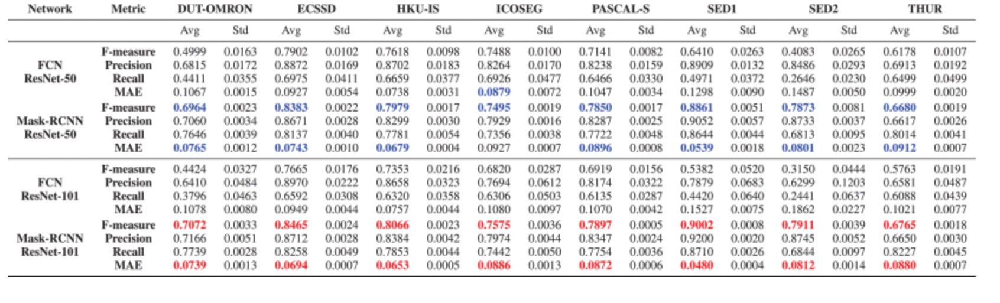 Network Metric DUT-OMRON ECSSD HKU-IS ICOSEG PASCAL-S SED1 SED2 THUR
Avg Std Avg Std Avg Std Avg Std Avg Std Avg Std Avg Std Avg Std
F-measure 0.4999 0.0163 0.7902 0.0102 0.7618 0.0098 0.7488 0.0100 0.7141 0.0082 0.6410 0.0263 0.4083 0.0265 0.6178 0.0107
FCN Precision 0.6815 0.0172 0.8872 0.0169 0.8702 0.0183 0.8264 0.0170 0.8238 0.0159 0.8909 0.0132 0.8486 0.0293 0.6913 0.0192
ResNet-50 Recall 0.4411 0.0355 0.6975 0.0411 0.6659 0.0377 0.6926 0.0477 0.6466 0.0330 0.4971 0.0372 0.2646 0.0230 0.6499 0.0499
MAE 0.1067 0.0015 0.0927 0.0054 0.0738 0.0031 0.0879 0.0072 0.1047 0.0034 0.1298 0.0090 0.1487 0.0050 0.0999 0.0020
F-measure 0.6964 0.0023 0.8383 0.0022 0.7979 0.0017 0.7495 0.0019 0.7850 0.0017 0.8861 0.0051 0.7873 0.0081 0.6680 0.0019
Mask-RCNN Precision 0.7060 0.0034 0.8671 0.0028 0.8299 0.0030 0.7929 0.0016 0.8287 0.0025 0.9052 0.0057 0.8733 0.0037 0.6617 0.0026
ResNet-50 Recall 0.7646 0.0039 0.8137 0.0040 0.7781 0.0054 0.7356 0.0038 0.7722 0.0048 0.8644 0.0044 0.6813 0.0095 0.8014 0.0041
MAE 0.0765 0.0012 0.0743 0.0010 0.0679 0.0004 0.0927 0.0007 0.0896 0.0008 0.0539 0.0018 0.0801 0.0023 0.0912 0.0007
F-measure 0.4424 0.0327 0.7665 0.0176 0.7353 0.0216 0.6820 0.0287 0.6919 0.0156 0.5382 0.0520 0.3150 0.0444 0.5763 0.0191
FCN Precision 0.6410 0.0484 0.8970 0.0222 0.8658 0.0323 0.7694 0.0612 0.8174 0.0322 0.7879 0.0683 0.6299 0.1203 0.6581 0.0487
ResNet-101 Recall 0.3796 0.0463 0.6592 0.0308 0.6320 0.0358 0.6306 0.0503 0.6135 0.0287 0.4420 0.0640 0.2441 0.0637 0.6088 0.0439
MAE 0.1078 0.0080 0.0949 0.0044 0.0757 0.0044 0.1080 0.0097 0.1070 0.0042 0.1527 0.0075 0.1862 0.0227 0.1021 0.0077
F-measure 0.7072 0.0033 0.8465 0.0024 0.8066 0.0023 0.7575 0.0036 0.7897 0.0005 0.9002 0.0008 0.7911 0.0039 0.6765 0.0018
Mask-RCNN Precision 0.7166 0.0051 0.8712 0.0028 0.8384 0.0042 0.7974 0.0044 0.8347 0.0024 0.9200 0.0020 0.8745 0.0052 0.6650 0.0030
ResNet-101 Recall 0.7739 0.0028 0.8258 0.0049 0.7853 0.0044 0.7442 0.0050 0.7754 0.0036 0.8710 0.0026 0.6844 0.0097 0.8227 0.0045
MAE 0.0739 0.0013 0.0694 0.0007 0.0653 0.0005 0.0886 0.0013 0.0872 0.0006 0.0480 0.0004 0.0812 0.0014 0.0880 0.0007